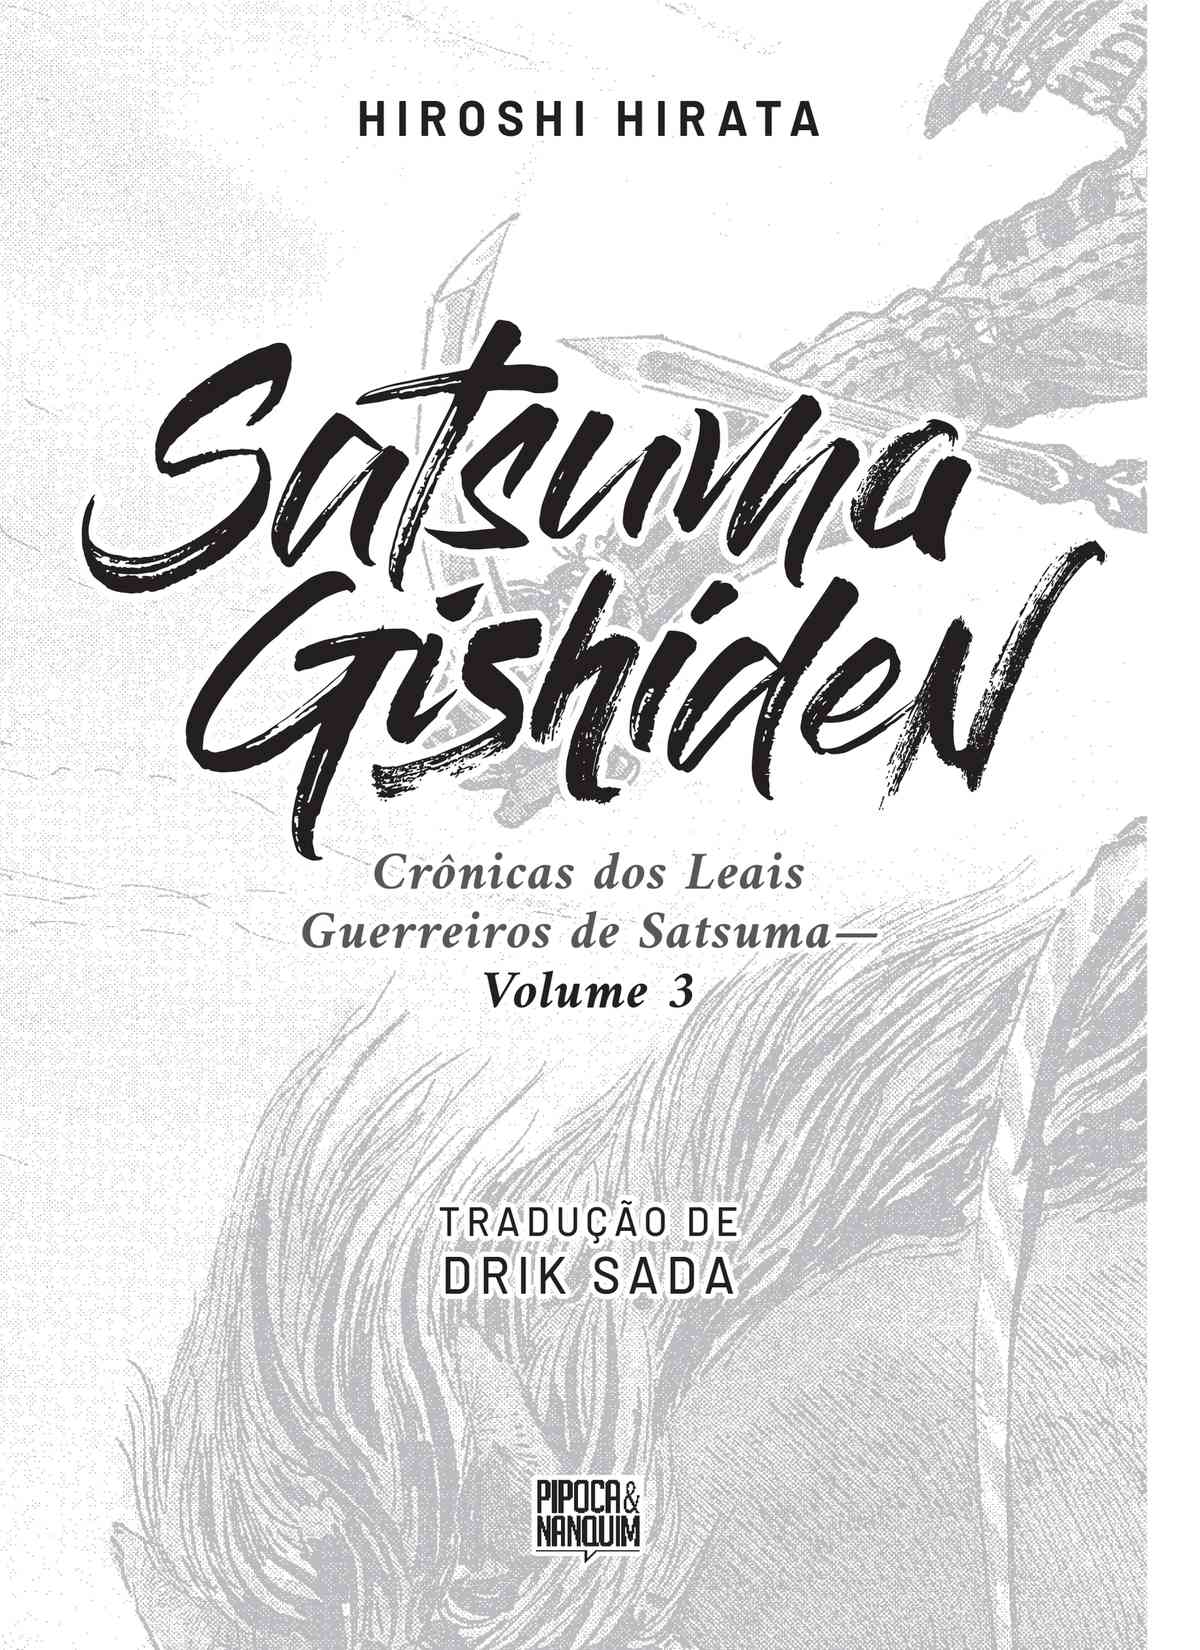 HIROSHI HIRATA
Satsuma
Gishiden
Crônicas dos Leais
Guerreiros de Satsuma—
Volume 3
TRADUÇÃO DE
DRIK SADA
PIPOCA &
NANQUIM